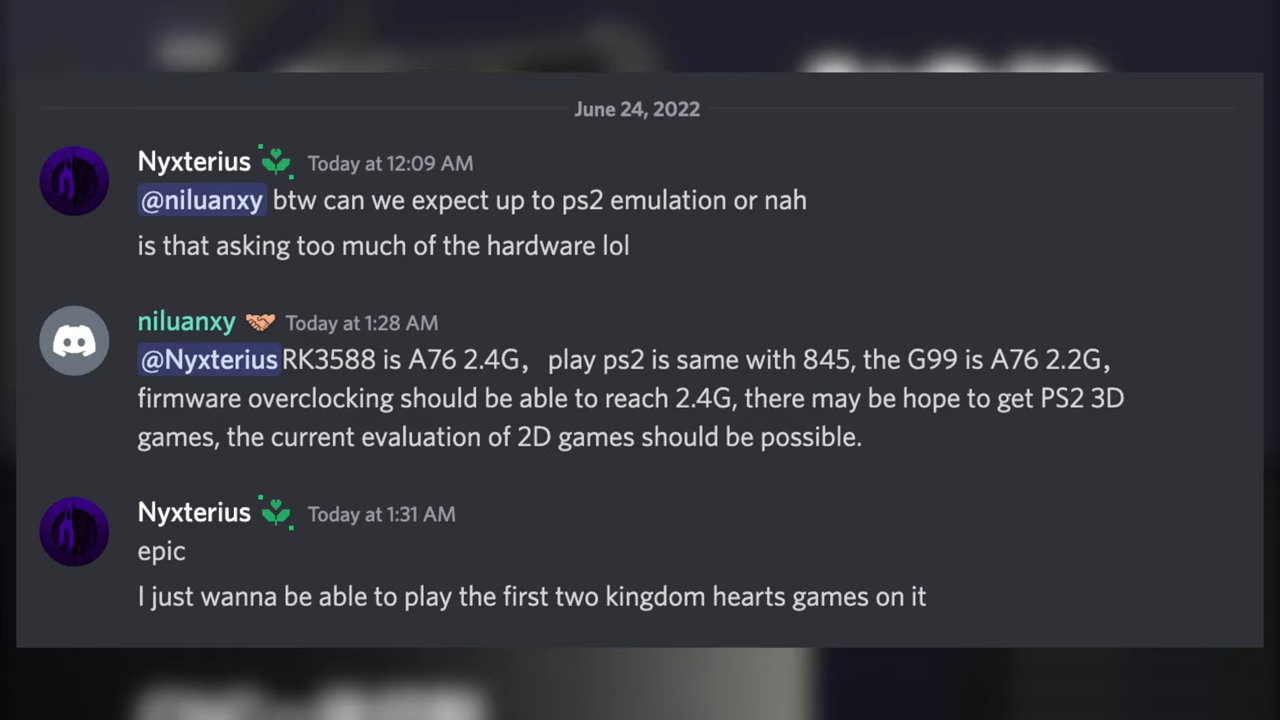 June 24, 2022
Nyxterius Today at 12:09 AM
@niluanxy btw can we expect up to ps2 emulation or nah
is that asking too much of the hardware lol
niluanxy Today at 1:28 AM
@Nyxterius RK3588 is A76 2.4G， play ps2 is same with 845, the G99 is A76 2.2G,
firmware overclocking should be able to reach 2.4G, there may be hope to get PS2 3D
games, the current evaluation of 2D games should be possible.
Nyxterius Today at 1:31 AM
epic
I just wanna be able to play the first two kingdom hearts games on it